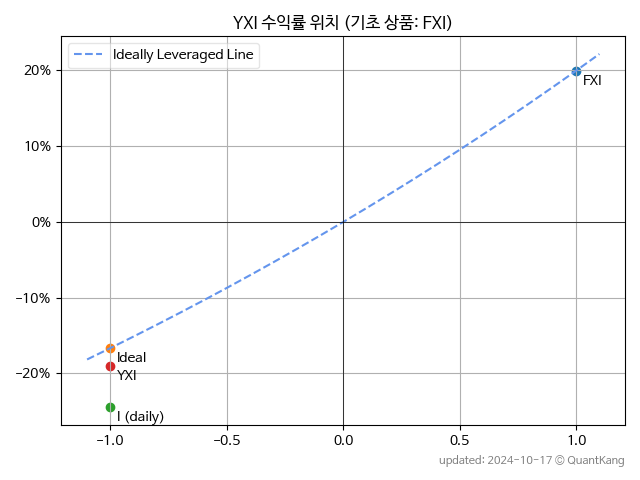 YXI 수익률 위치 (기초 상품: FXI)
Ideally Leveraged Line
20%
FXI
10%
0%
−10%
Ideal
YXI
−20%
I (daily)
−1.0 −0.5 0.0 0.5 1.0
updated: 2024-10-17 © QuantKang